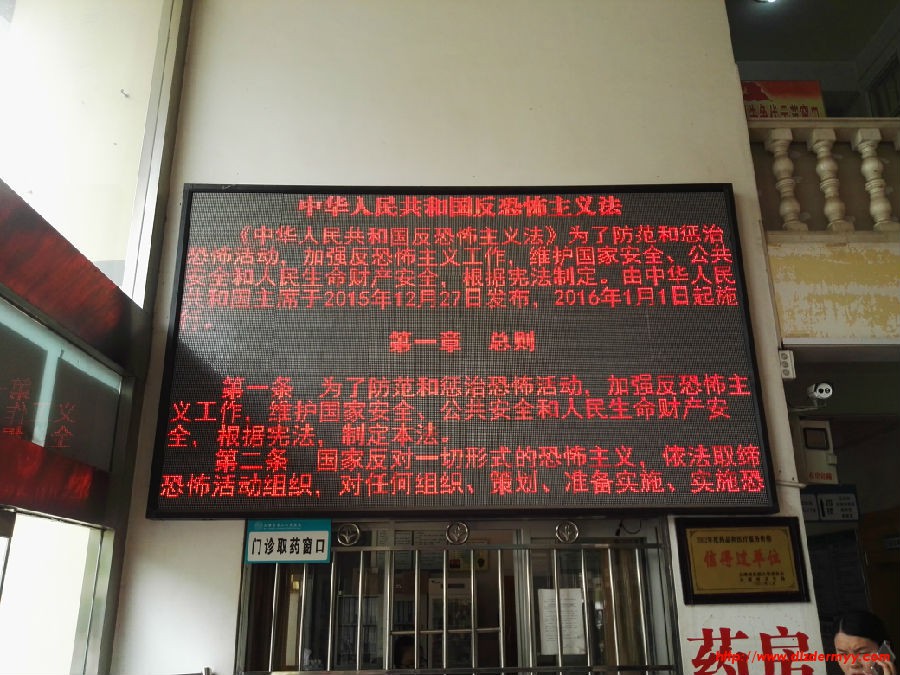 中华人民共和国反恐怖主义法
《中华人民共和国反恐怖主义法》为了防范和惩治
恐怖活动，加强反恐怖主义工作，维护国家安全、公共
安全和人民生命财产安全，根据宪法制定。由中华人民
共和国主席于2015年12月27日发布，2016年1月1日起施
行。
第一章 总则
第一条 为了防范和惩治恐怖活动，加强反恐怖主
义工作，维护国家安全、公共安全和人民生命财产安
全，根据宪法，制定本法。
第二条 国家反对一切形式的恐怖主义，依法取缔
恐怖活动组织，对任何组织、策划、准备实施、实施恐
门诊取药窗口
信得过单位
药房
http://www.dlzdermyy.com